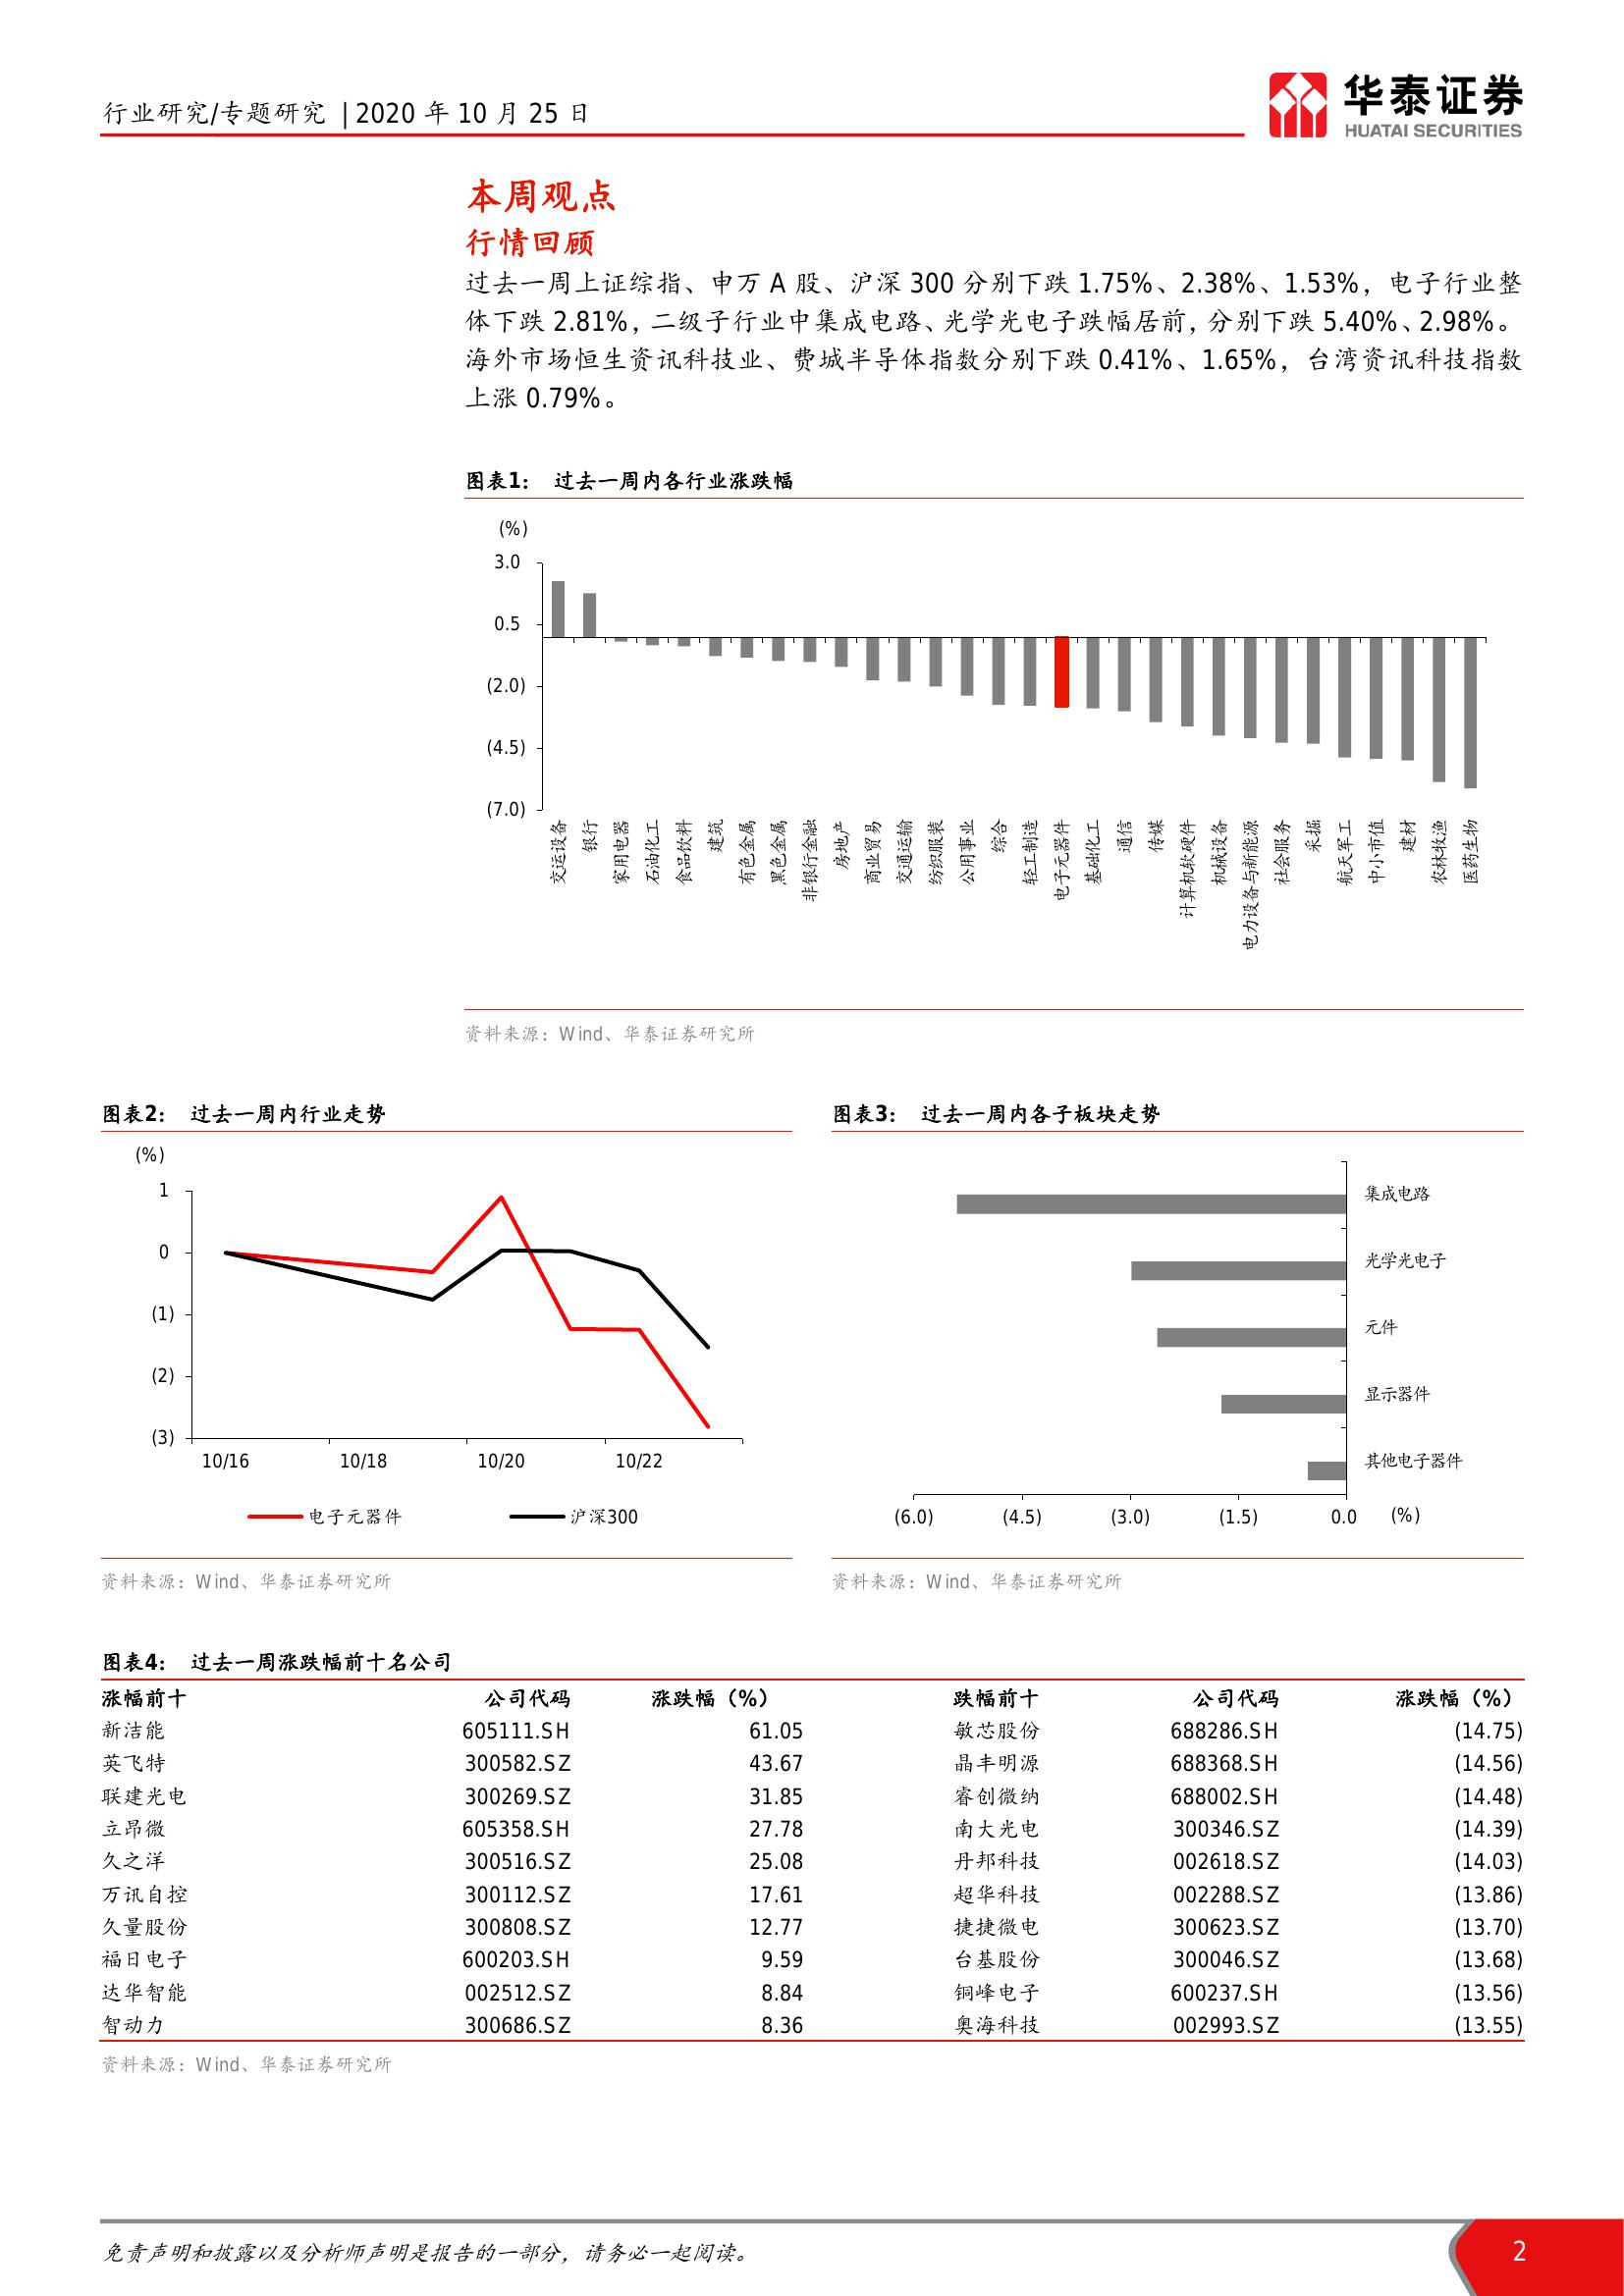 行业研究/专题研究 | 2020 年 10 月 25 日
华泰证券
HUATAI SECURITIES
本周观点
行情回顾
过去一周上证综指、申万 A 股、沪深 300 分别下跌 1.75%、2.38%、1.53%，电子行业整
体下跌 2.81%，二级子行业中集成电路、光学光电子跌幅居前，分别下跌 5.40%、2.98%。
海外市场恒生资讯科技业、费城半导体指数分别下跌 0.41%、1.65%，台湾资讯科技指数
上涨 0.79%。
图表1： 过去一周内各行业涨跌幅
(%)
3.0
0.5
(2.0)
(4.5)
(7.0)
交运设备
银行
家用电器
石油化工
食品饮料
建筑
有色金属
黑色金属
非银行金融
房地产
商业贸易
交通运输
纺织服装
公用事业
综合
轻工制造
电子元器件
基础化工
通信
传媒
计算机软硬件
机械设备
电力设备与新能源
社会服务
采掘
航天军工
中小市值
建材
农林牧渔
医药生物
资料来源：Wind、华泰证券研究所
图表2： 过去一周内行业走势
(%)
1
0
(1)
(2)
(3)
10/16 10/18 10/20 10/22
电子元器件 沪深300
资料来源：Wind、华泰证券研究所
图表3： 过去一周内各子板块走势
集成电路
光学光电子
元件
显示器件
其他电子器件
(6.0) (4.5) (3.0) (1.5) 0.0 (%)
资料来源：Wind、华泰证券研究所
图表4： 过去一周涨跌幅前十名公司
涨幅前十 公司代码 涨跌幅（%） 跌幅前十 公司代码 涨跌幅（%）
新洁能 605111.SH 61.05 敏芯股份 688286.SH (14.75)
英飞特 300582.SZ 43.67 晶丰明源 688368.SH (14.56)
联建光电 300269.SZ 31.85 睿创微纳 688002.SH (14.48)
立昂微 605358.SH 27.78 南大光电 300346.SZ (14.39)
久之洋 300516.SZ 25.08 丹邦科技 002618.SZ (14.03)
万讯自控 300112.SZ 17.61 超华科技 002288.SZ (13.86)
久量股份 300808.SZ 12.77 捷捷微电 300623.SZ (13.70)
福日电子 600203.SH 9.59 台基股份 300046.SZ (13.68)
达华智能 002512.SZ 8.84 铜峰电子 600237.SH (13.56)
智动力 300686.SZ 8.36 奥海科技 002993.SZ (13.55)
资料来源：Wind、华泰证券研究所
免责声明和披露以及分析师声明是报告的一部分，请务必一起阅读。
2